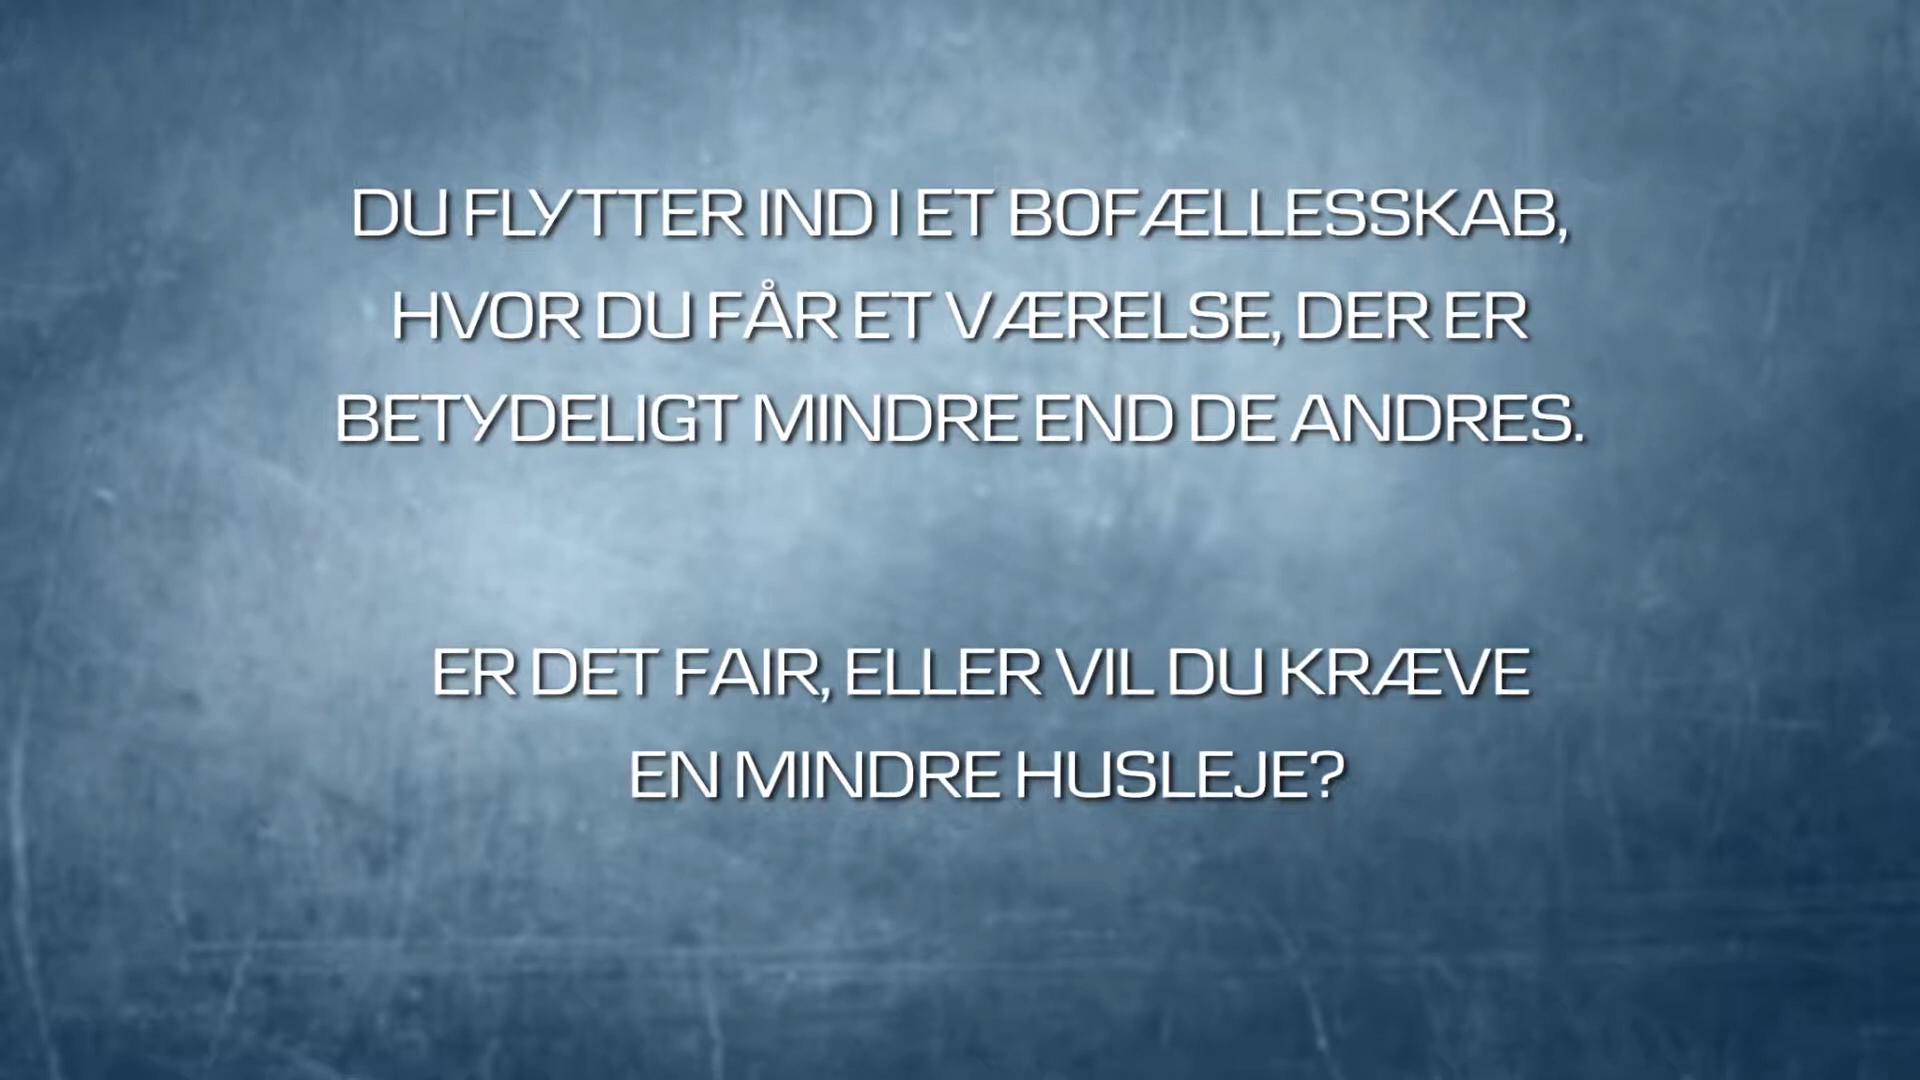 DU FLYTTER IND I ET BOFÆLLESSKAB,
HVOR DU FÅR ET VÆRELSE, DER ER
BETYDELIGT MINDRE END DE ANDRES.
ER DET FAIR, ELLER VIL DU KRÆVE
EN MINDRE HUSLEJE?